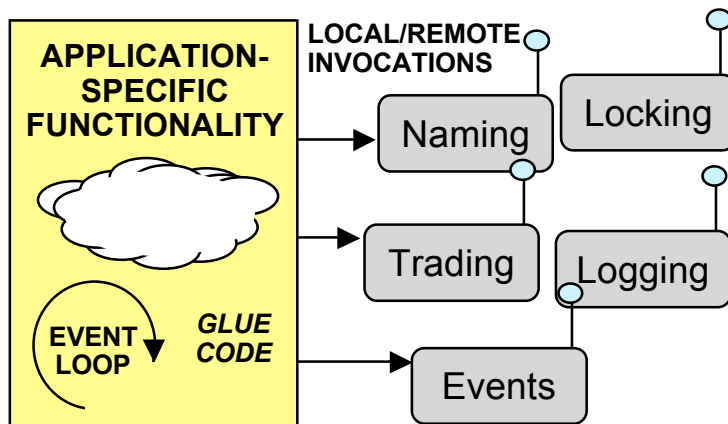 APPLICATION-
SPECIFIC
FUNCTIONALITY
LOCAL/REMOTE
INVOCATIONS
Naming
Locking
Trading
Logging
EVENT
LOOP
GLUE
CODE
Events